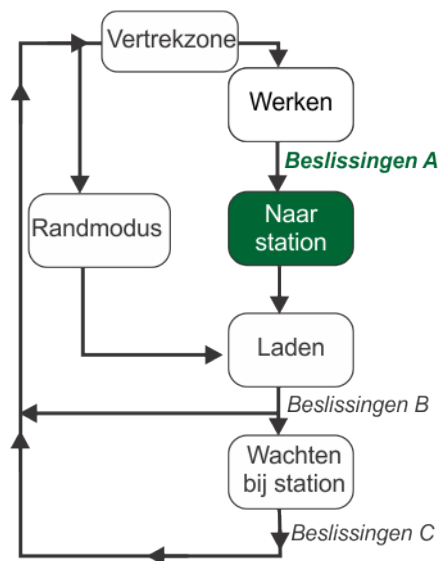 Vertrekzone
Werken
Beslissingen A
Naar
station
Randmodus
Laden
Beslissingen B
Wachten
bij station
Beslissingen C